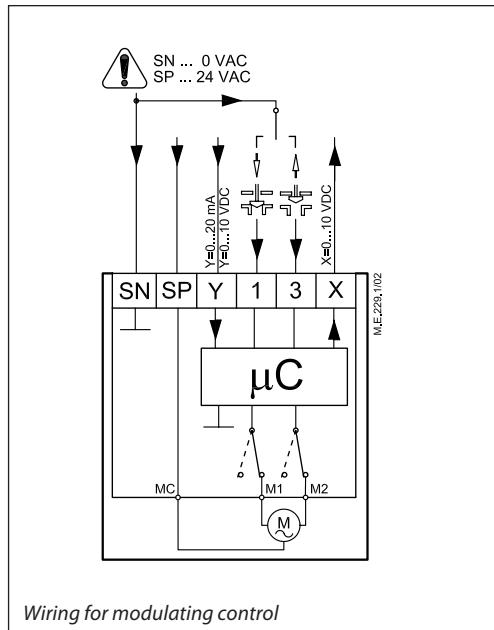 SN ... 0 VAC
SP ... 24 VAC
Y=0...20 mA
Y=0...10 VDC
X=0...10 VDC
SN SP Y 1 3 X
M.E.229.1/02
μC
MC M1 M2
M
Wiring for modulating control